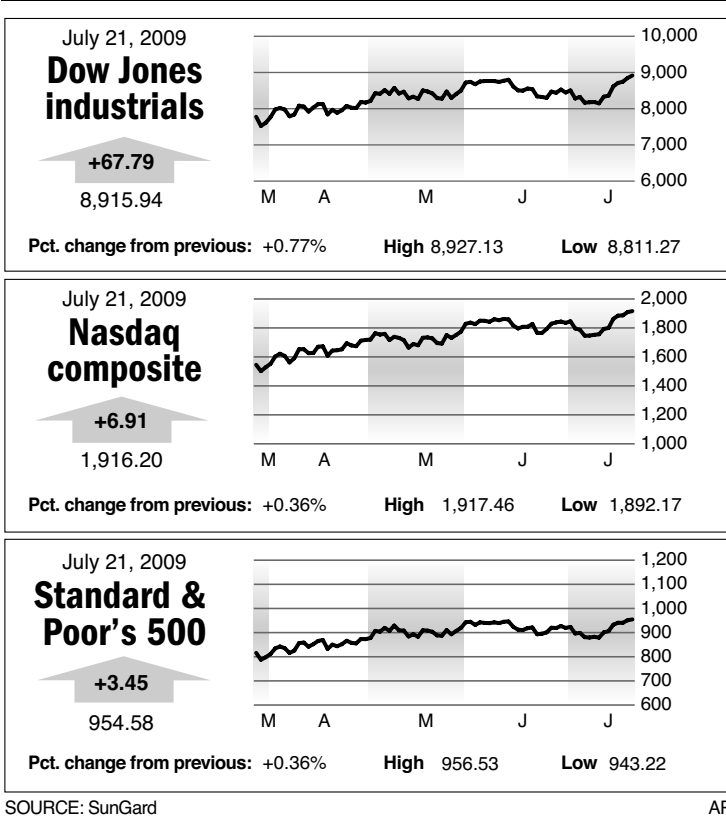 July 21, 2009
Dow Jones
industrials
+67.79
8,915.94
10,000
9,000
8,000
7,000
6,000
M A M J J
Pct. change from previous: +0.77% High 8,927.13 Low 8,811.27
July 21, 2009
Nasdaq
composite
+6.91
1,916.20
2,000
1,800
1,600
1,400
1,200
1,000
M A M J J
Pct. change from previous: +0.36% High 1,917.46 Low 1,892.17
July 21, 2009
Standard &
Poor's 500
+3.45
954.58
1,200
1,100
1,000
900
800
700
600
M A M J J
Pct. change from previous: +0.36% High 956.53 Low 943.22
SOURCE: SunGard